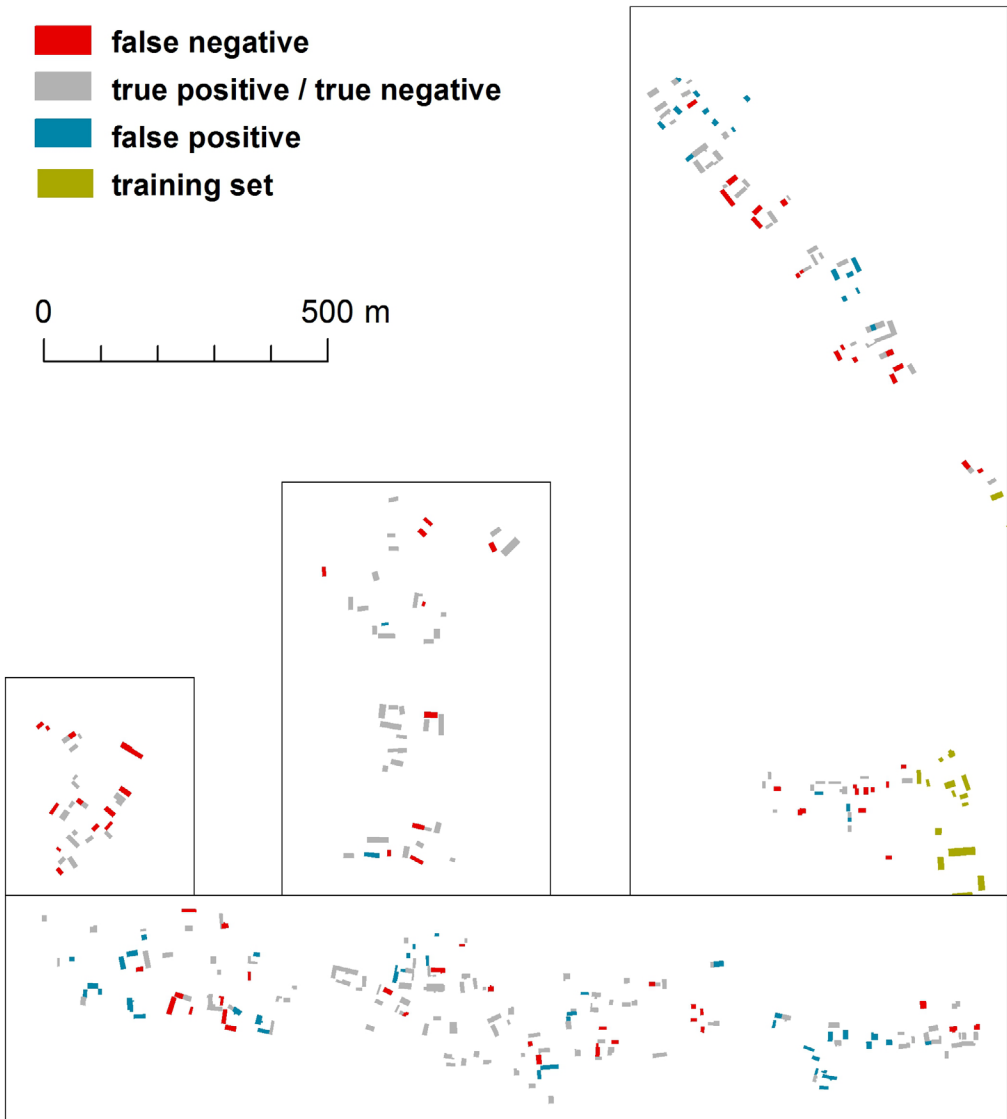 false negative
true positive / true negative
false positive
training set
0 500 m